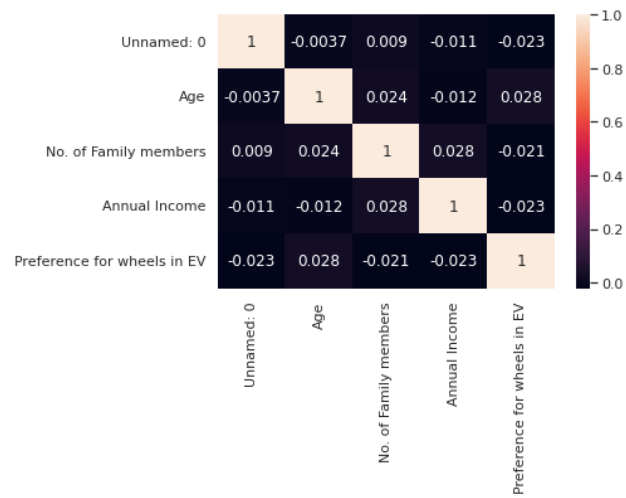 Unnamed: 0 1 -0.0037 0.009 -0.011 -0.023
Age -0.0037 1 0.024 -0.012 0.028
No. of Family members 0.009 0.024 1 0.028 -0.021
Annual Income -0.011 -0.012 0.028 1 -0.023
Preference for wheels in EV -0.023 0.028 -0.021 -0.023 1
Unnamed: 0
Age
No. of Family members
Annual Income
Preference for wheels in EV
1.0
0.8
0.6
0.4
0.2
0.0